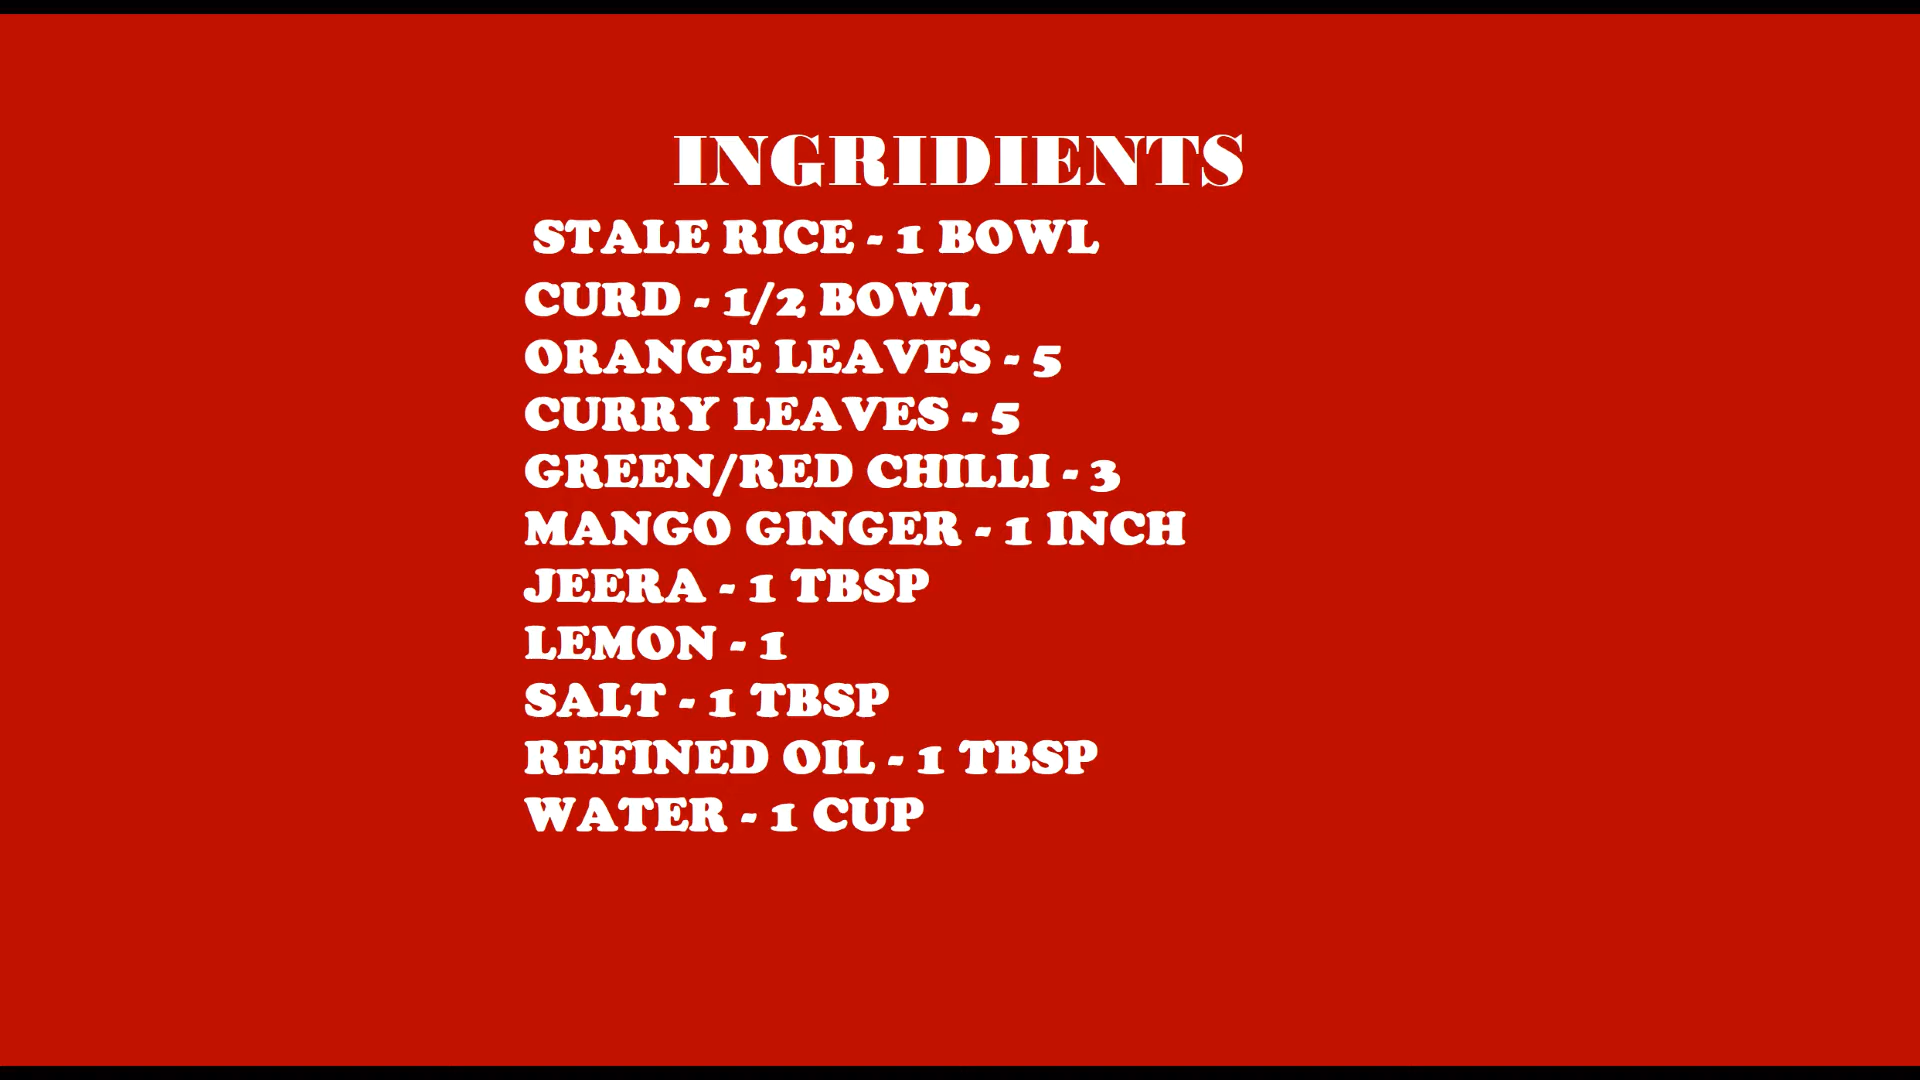 INGRIDIENTS
STALE RICE - 1 BOWL
CURD - 1/2 BOWL
ORANGE LEAVES - 5
CURRY LEAVES - 5
GREEN/RED CHILLI - 3
MANGO GINGER - 1 INCH
JEERA - 1 TBSP
LEMON - 1
SALT - 1 TBSP
REFINED OIL - 1 TBSP
WATER - 1 CUP